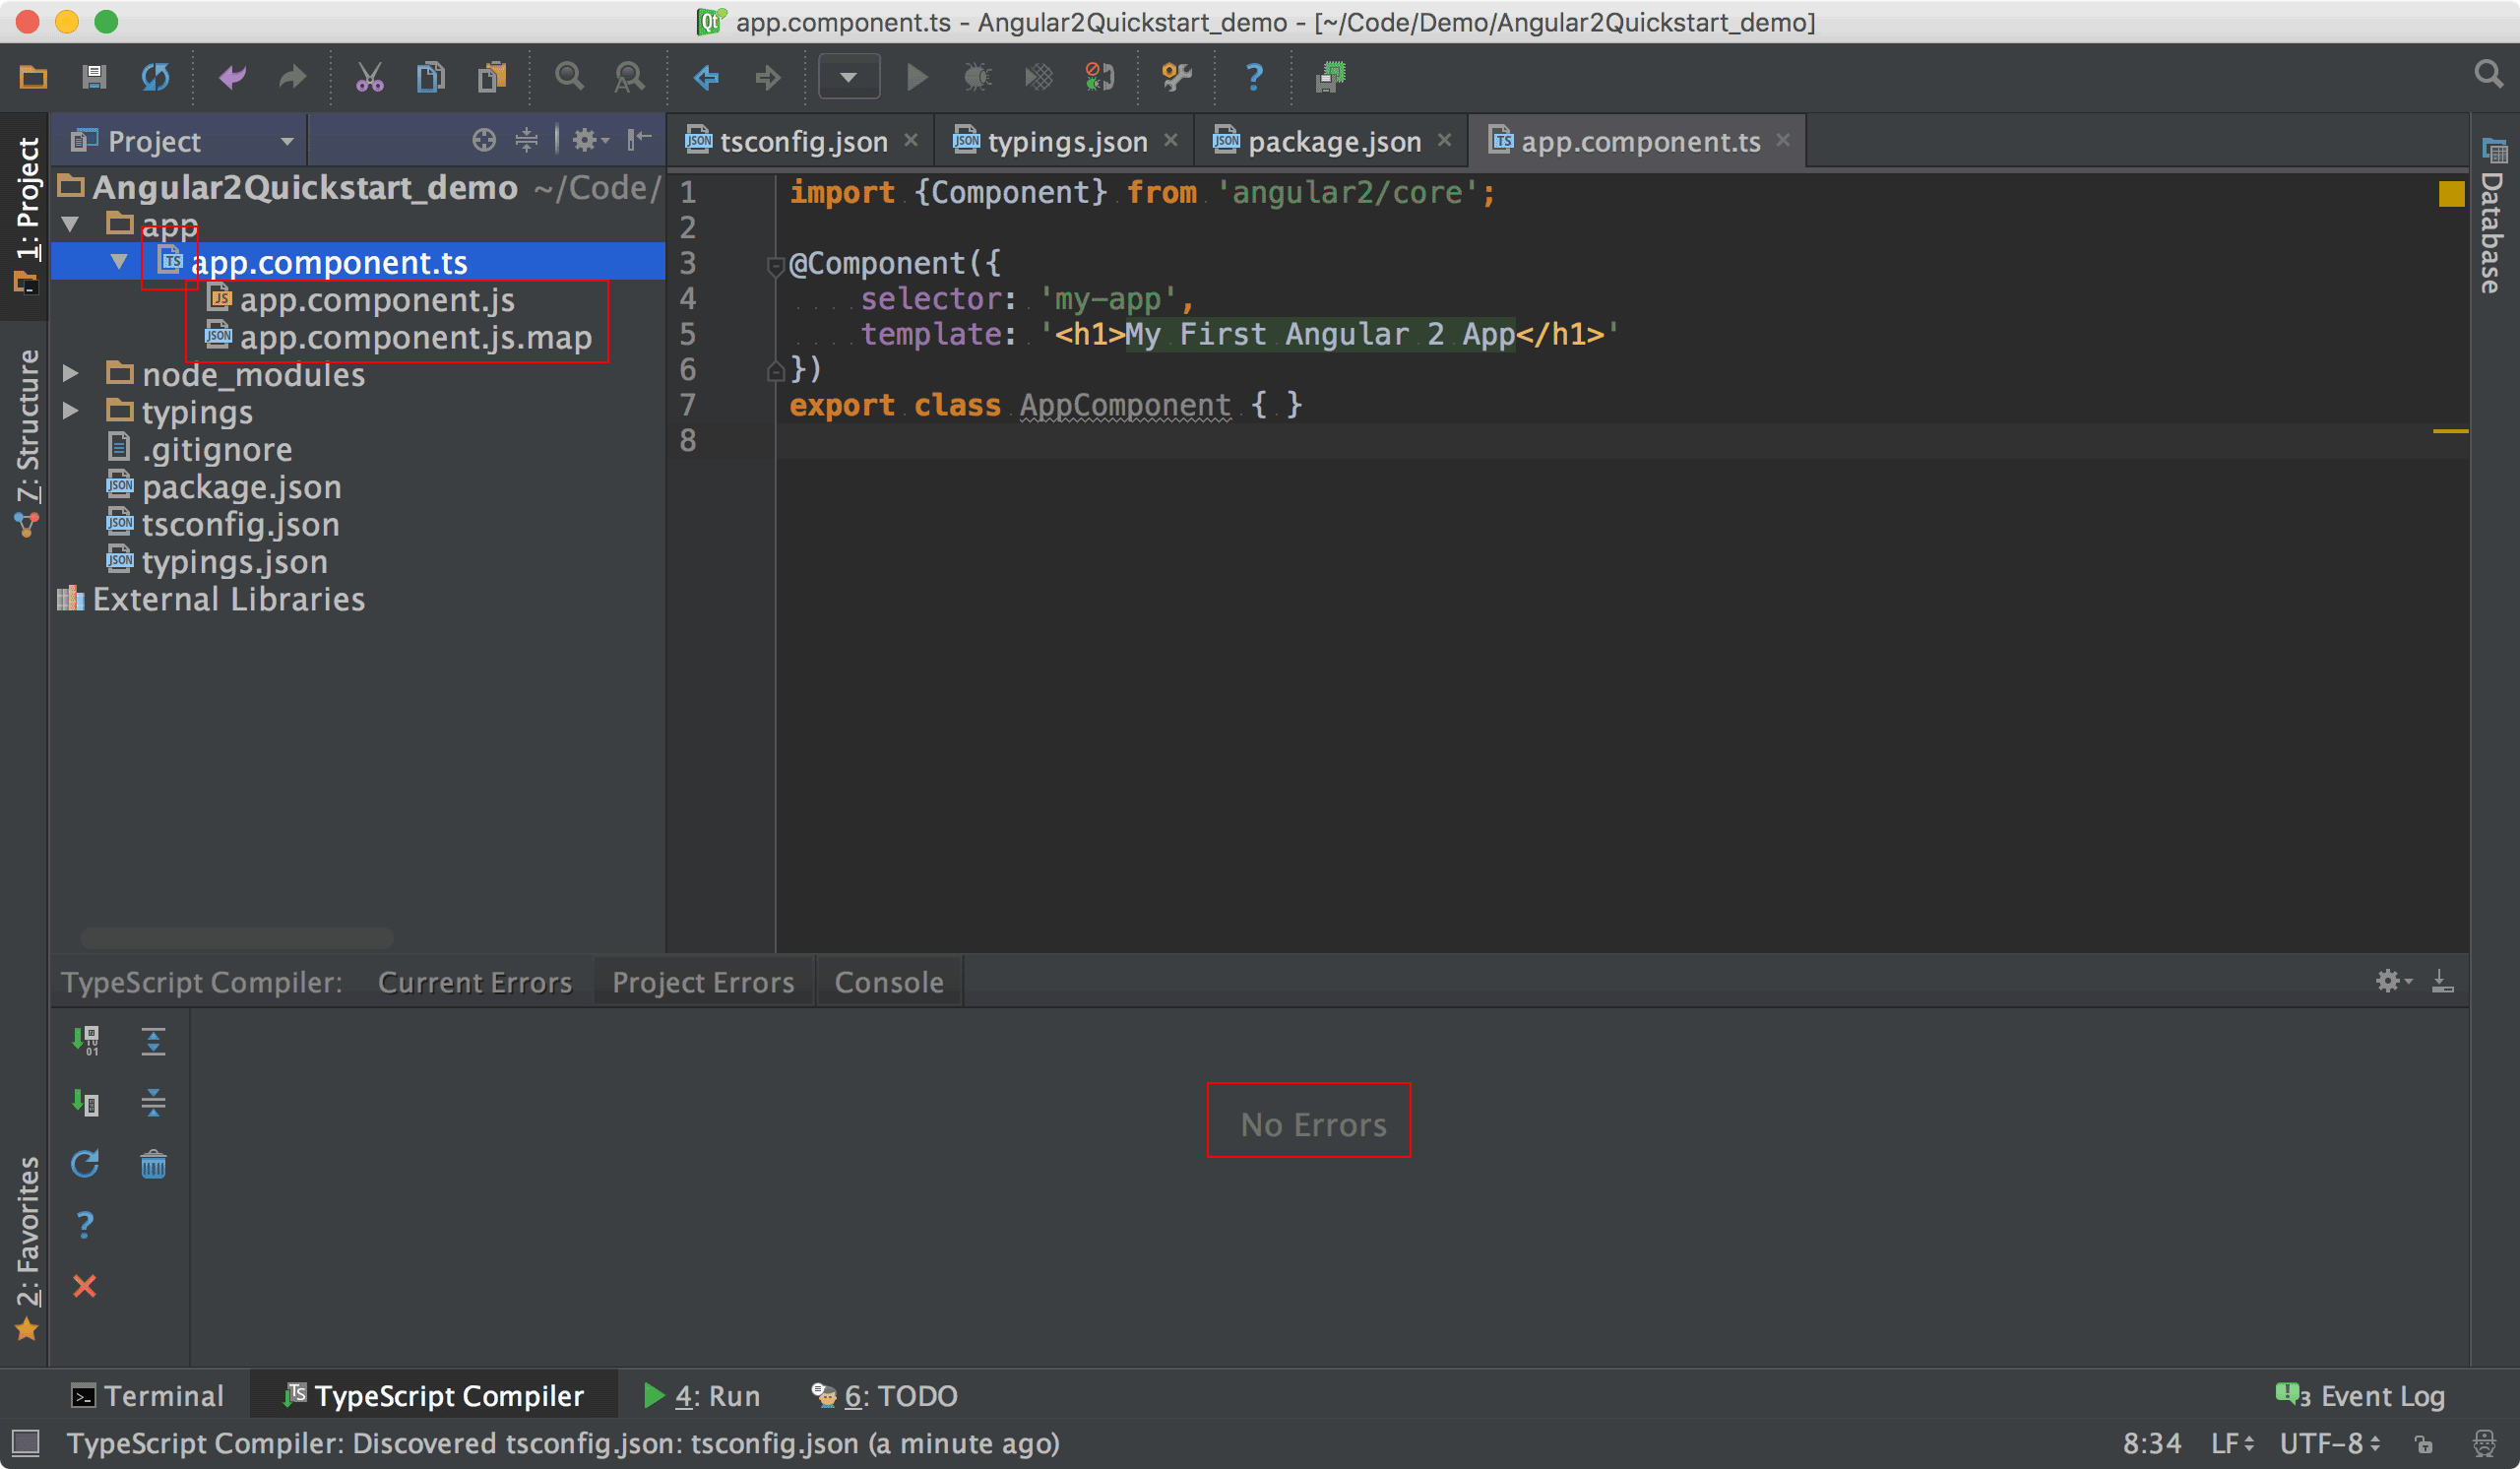 app.component.ts - Angular2Quickstart_demo - [~/Code/Demo/Angular2Quickstart_demo]
Project
tsconfig.json
typings.json
package.json
app.component.ts
1: Project
7: Structure
2: Favorites
Angular2Quickstart_demo ~/Code/
app
app.component.ts
app.component.js
app.component.js.map
node_modules
typings
.gitignore
package.json
tsconfig.json
typings.json
External Libraries
1 import {Component} from 'angular2/core';
2
3 @Component({
4 selector: 'my-app',
5 template: '<h1>My First Angular 2 App</h1>'
6 })
7 export class AppComponent { }
8
Database
TypeScript Compiler: Current Errors Project Errors Console
No Errors
Terminal TypeScript Compiler 4: Run 6: TODO 3 Event Log
TypeScript Compiler: Discovered tsconfig.json: tsconfig.json (a minute ago) 8:34 LF UTF-8